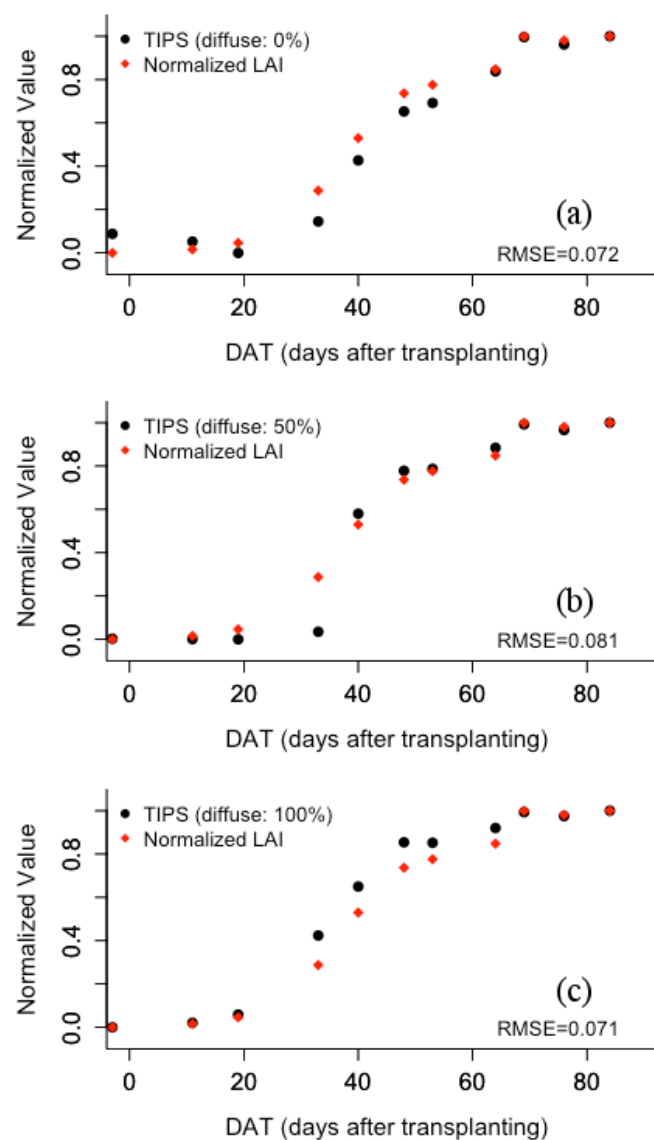 TIPS (diffuse: 0%)
Normalized LAI
Normalized Value
0.0 0.4 0.8
(a)
RMSE=0.072
0 20 40 60 80
DAT (days after transplanting)
TIPS (diffuse: 50%)
Normalized LAI
Normalized Value
0.0 0.4 0.8
(b)
RMSE=0.081
0 20 40 60 80
DAT (days after transplanting)
TIPS (diffuse: 100%)
Normalized LAI
Normalized Value
0.0 0.4 0.8
(c)
RMSE=0.071
0 20 40 60 80
DAT (days after transplanting)